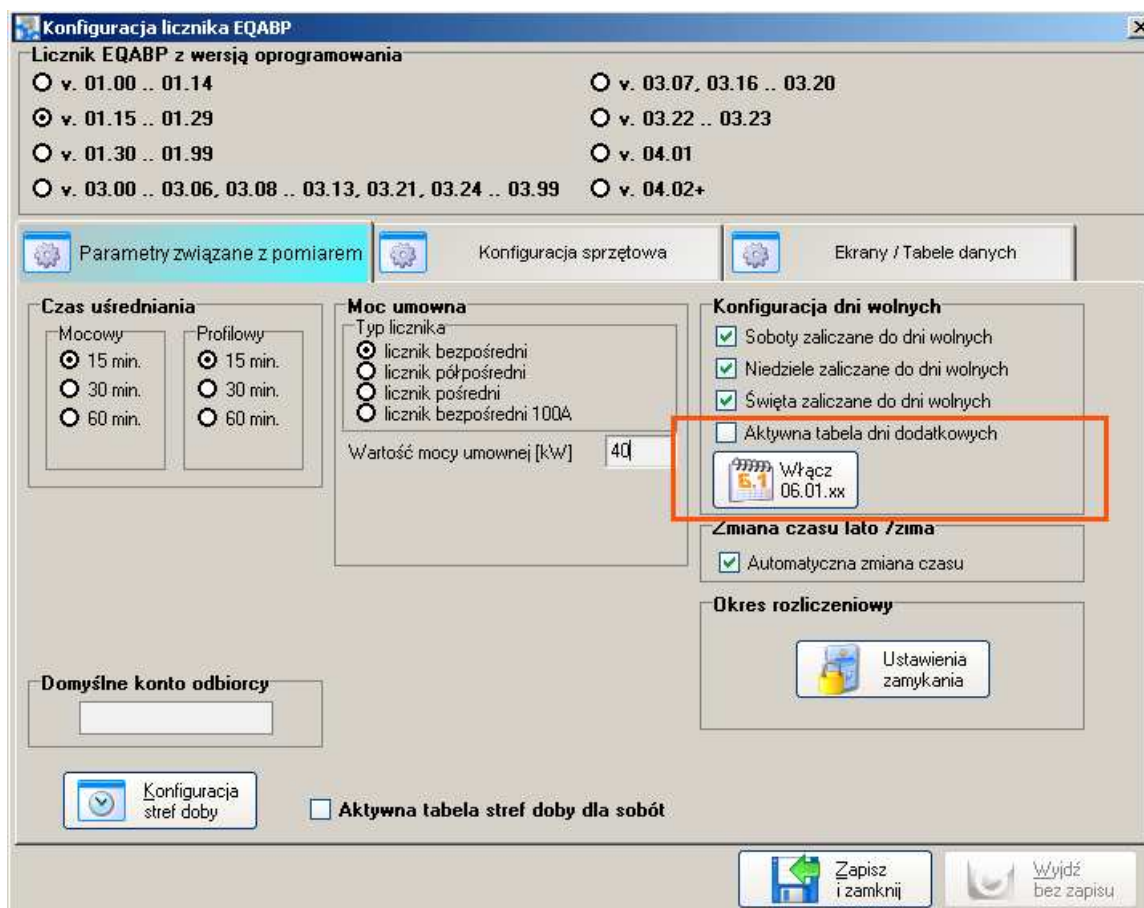 Konfiguracja licznika EQABP
Licznik EQABP z wersją oprogramowania
v. 01.00 .. 01.14
v. 03.07, 03.16 .. 03.20
v. 01.15 .. 01.29
v. 03.22 .. 03.23
v. 01.30 .. 01.99
v. 04.01
v. 03.00 .. 03.06, 03.08 .. 03.13, 03.21, 03.24 .. 03.99
v. 04.02+
Parametry związane z pomiarem
Konfiguracja sprzętowa
Ekrany / Tabele danych
Czas uśredniania
Mocowy
15 min.
30 min.
60 min.
Profilowy
15 min.
30 min.
60 min.
Moc umowna
Typ licznika
licznik bezpośredni
licznik półpośredni
licznik pośredni
licznik bezpośredni 100A
Wartość mocy umownej [kW] 40
Konfiguracja dni wolnych
Soboty zaliczane do dni wolnych
Niedziele zaliczane do dni wolnych
Święta zaliczane do dni wolnych
Aktywna tabela dni dodatkowych
6.1
Włącz
06.01.xx
Zmiana czasu lato /zima
Automatyczna zmiana czasu
Okres rozliczeniowy
Ustawienia
zamykania
Domyślne konto odbiorcy
Konfiguracja
stref doby
Aktywna tabela stref doby dla sobót
Zapisz
i zamknij
Wyjdź
bez zapisu